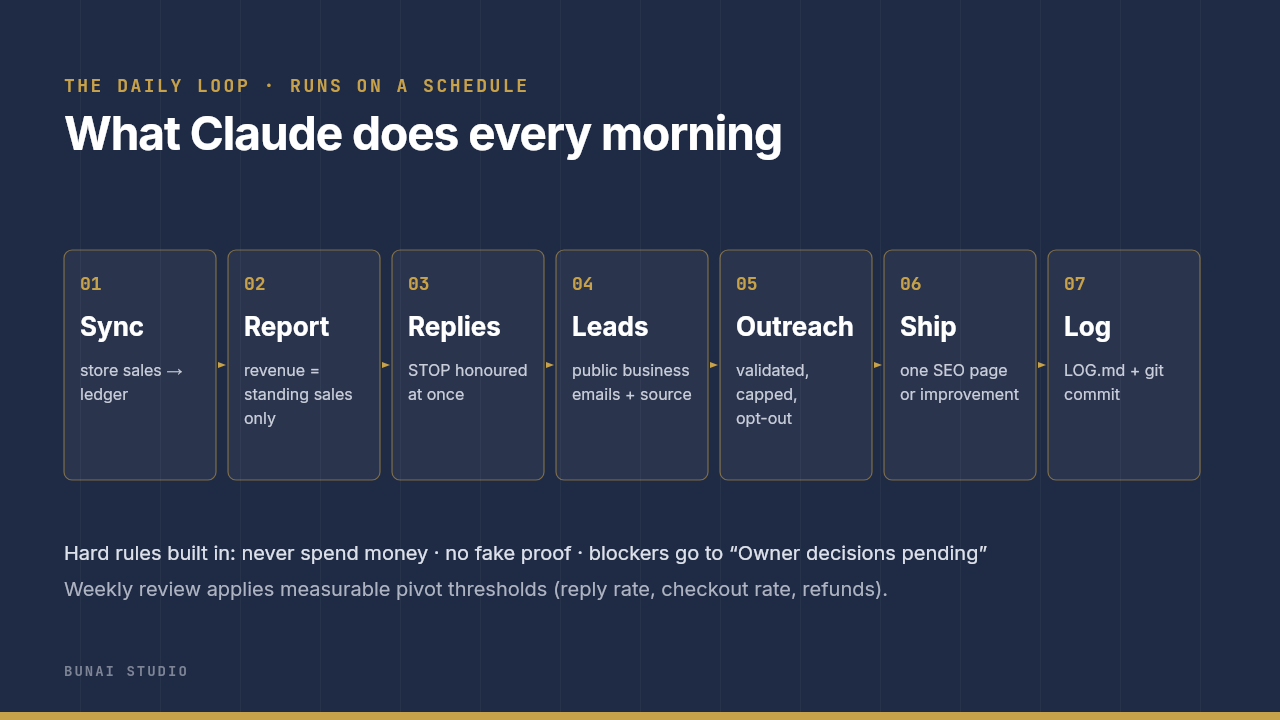 THE DAILY LOOP · RUNS ON A SCHEDULE
What Claude does every morning
01
Sync
store sales →
ledger
02
Report
revenue =
standing sales
only
03
Replies
STOP honoured
at once
04
Leads
public business
emails + source
05
Outreach
validated,
capped,
opt-out
06
Ship
one SEO page
or improvement
07
Log
LOG.md + git
commit
Hard rules built in: never spend money · no fake proof · blockers go to “Owner decisions pending”
Weekly review applies measurable pivot thresholds (reply rate, checkout rate, refunds).
BUNAI STUDIO